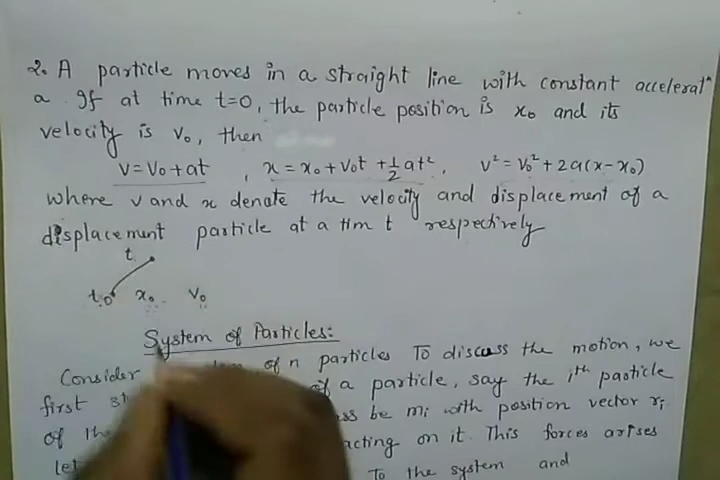 2. A particle moves in a straight line with constant acceleratn
a . If at time t=0, the particle position is x₀ and its
velocity is v₀, then
v=v₀+at , x=x₀+v₀t+½at², v²=v₀²+2a(x-x₀)
where v and x denote the velocity and displacement of a
displacement particle at a tim t respectively
t
t₀ x₀ v₀
System of Particles:
Consider of n particles To discuss the motion, we
first of a particle, say the iᵗʰ particle
of the be mᵢ with position vector rᵢ
acting on it. This forces arises
To the system and